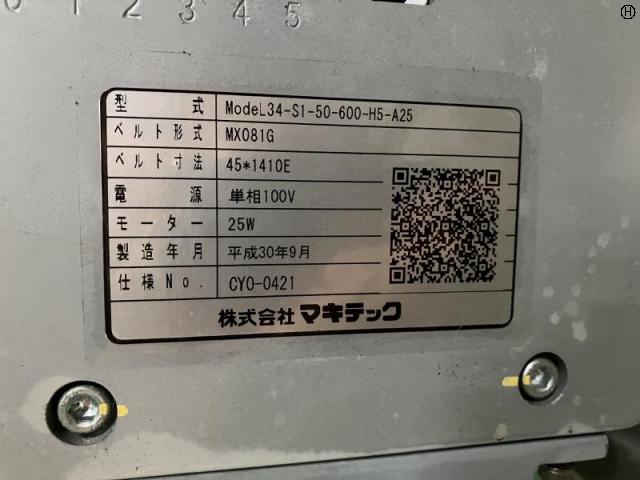 0 1 2 3 4 5
H
型式 ModeL34-S1-50-600-H5-A25
ベルト形式 MX081G
ベルト寸法 45*1410E
電源 単相100V
モーター 25W
製造年月 平成30年9月
仕様No. CY0-0421
株式会社 マキテック